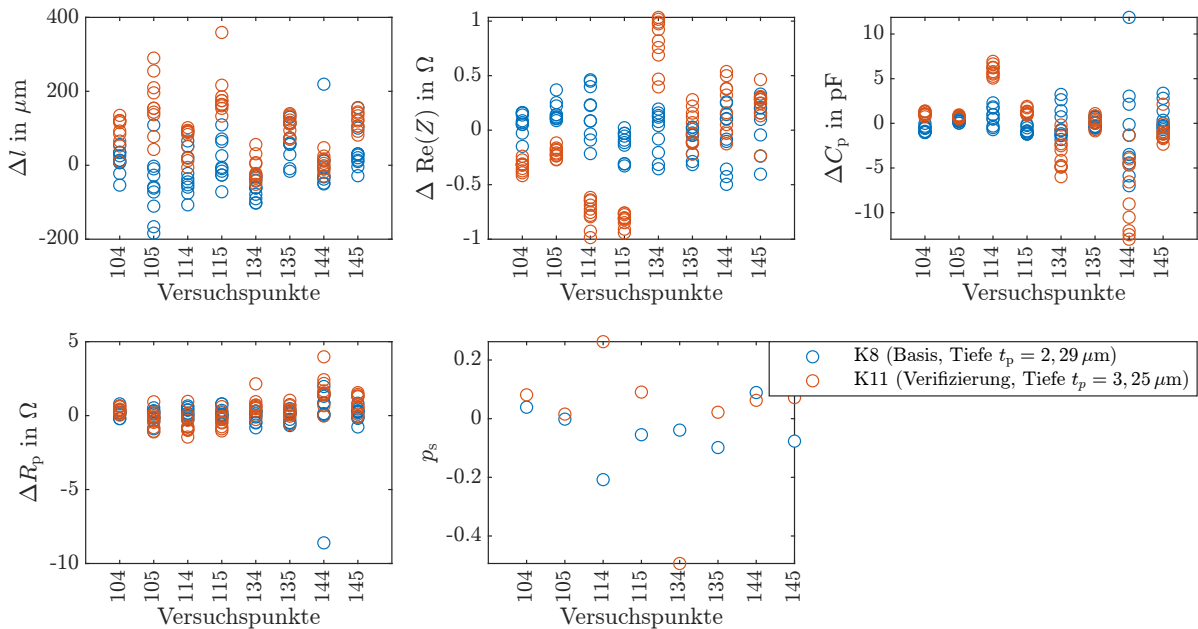 400
200
0
-200
Δl in μm
104 105 114 115 134 135 144 145
Versuchspunkte
1
0.5
0
-0.5
-1
Δ Re(Z) in Ω
104 105 114 115 134 135 144 145
Versuchspunkte
10
5
0
-5
-10
ΔC_p in pF
104 105 114 115 134 135 144 145
Versuchspunkte
5
0
-5
-10
ΔR_p in Ω
104 105 114 115 134 135 144 145
Versuchspunkte
0.2
0
-0.2
-0.4
p_s
104 105 114 115 134 135 144 145
Versuchspunkte
K8 (Basis, Tiefe t_p = 2, 29 μm)
K11 (Verifizierung, Tiefe t_p = 3, 25 μm)